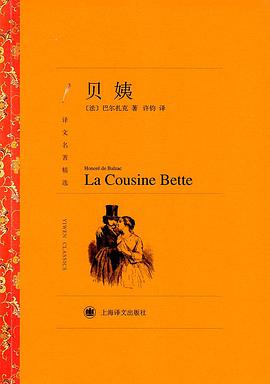 贝姨
〔法〕巴尔扎克 著 许钧 译
译文名著精选
YIWEN CLASSICS
Honoré de Balzac
La Cousine Bette
上海译文出版社